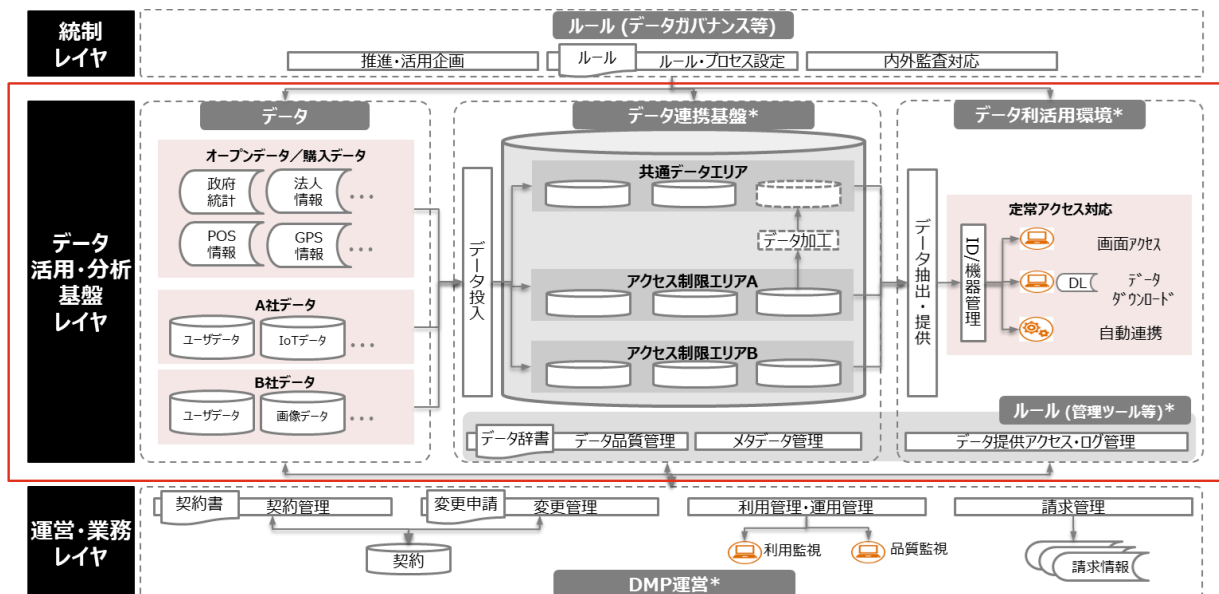 統制
レイヤ
ルール (データガバナンス等)
推進・活用企画
ルール
ルール・プロセス設定
内外監査対応
データ
活用・分析
基盤
レイヤ
データ
オープンデータ／購入データ
政府
統計
法人
情報
・・・
POS
情報
GPS
情報
・・・
A社データ
ユーザデータ
IoTデータ
・・・
B社データ
ユーザデータ
画像データ
・・・
データ投入
データ連携基盤*
共通データエリア
データ加工
アクセス制限エリアA
アクセス制限エリアB
データ辞書
データ品質管理
メタデータ管理
データ利活用環境*
データ抽出・提供
ID/機器管理
定常アクセス対応
画面アクセス
DL
データ
ダウンロード
自動連携
ルール (管理ツール等)*
データ提供アクセス・ログ管理
運営・業務
レイヤ
契約書
契約管理
変更申請
変更管理
契約
利用管理・運用管理
利用監視
品質監視
請求管理
請求情報
DMP運営*